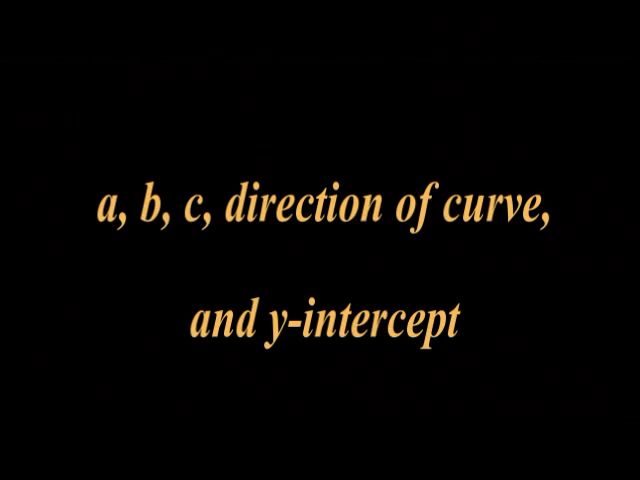 a, b, c, direction of curve,
and y-intercept